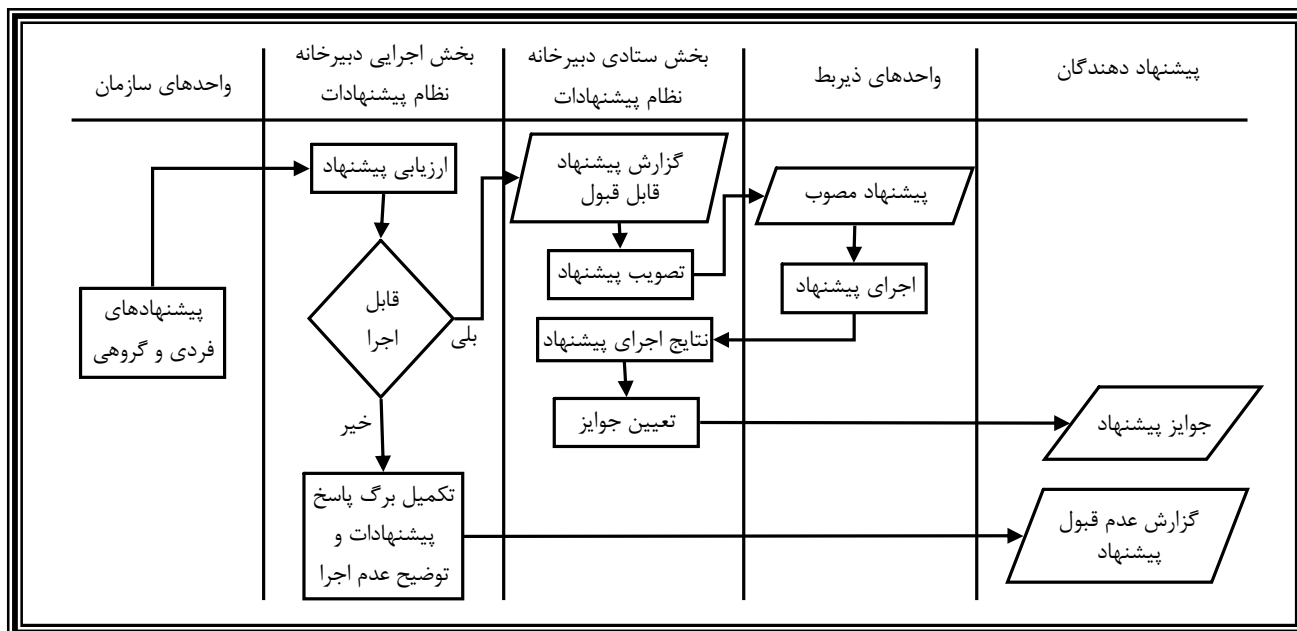 پیشنهاد دهندگان
واحدهای ذیربط
بخش ستادی دبیرخانه
نظام پیشنهادات
بخش اجرایی دبیرخانه
نظام پیشنهادات
واحدهای سازمان
ارزیابی پیشنهاد
گزارش پیشنهاد
قابل قبول
پیشنهاد مصوب
تصویب پیشنهاد
اجرای پیشنهاد
پیشنهادهای
فردی و گروهی
قابل
اجرا
بلی
نتایج اجرای پیشنهاد
خیر
تعیین جوایز
جوایز پیشنهاد
تکمیل برگ پاسخ
پیشنهادات و
توضیح عدم اجرا
گزارش عدم قبول
پیشنهاد